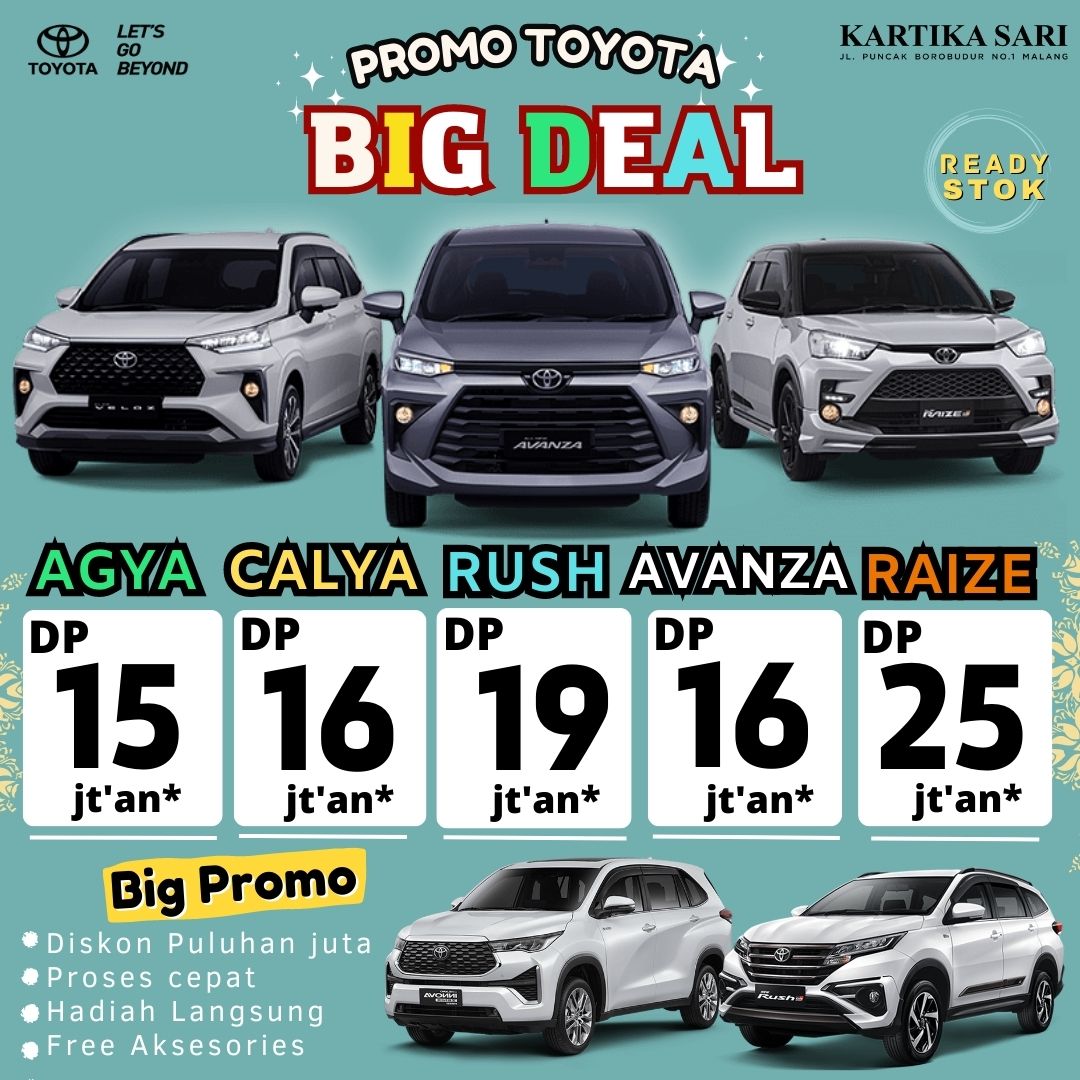 TOYOTA
LET'S
GO
BEYOND
PROMO TOYOTA
BIG DEAL
KARTIKA SARI
JL. PUNCAK BOROBUDUR NO.1 MALANG
READY
STOK
VELOZ
AVANZA
RAIZE
AGYA CALYA RUSH AVANZA RAIZE
DP DP DP DP DP
15 16 19 16 25
jt'an* jt'an* jt'an* jt'an* jt'an*
Big Promo
Diskon Puluhan juta
Proses cepat
Hadiah Langsung
Free Aksesories
Rush